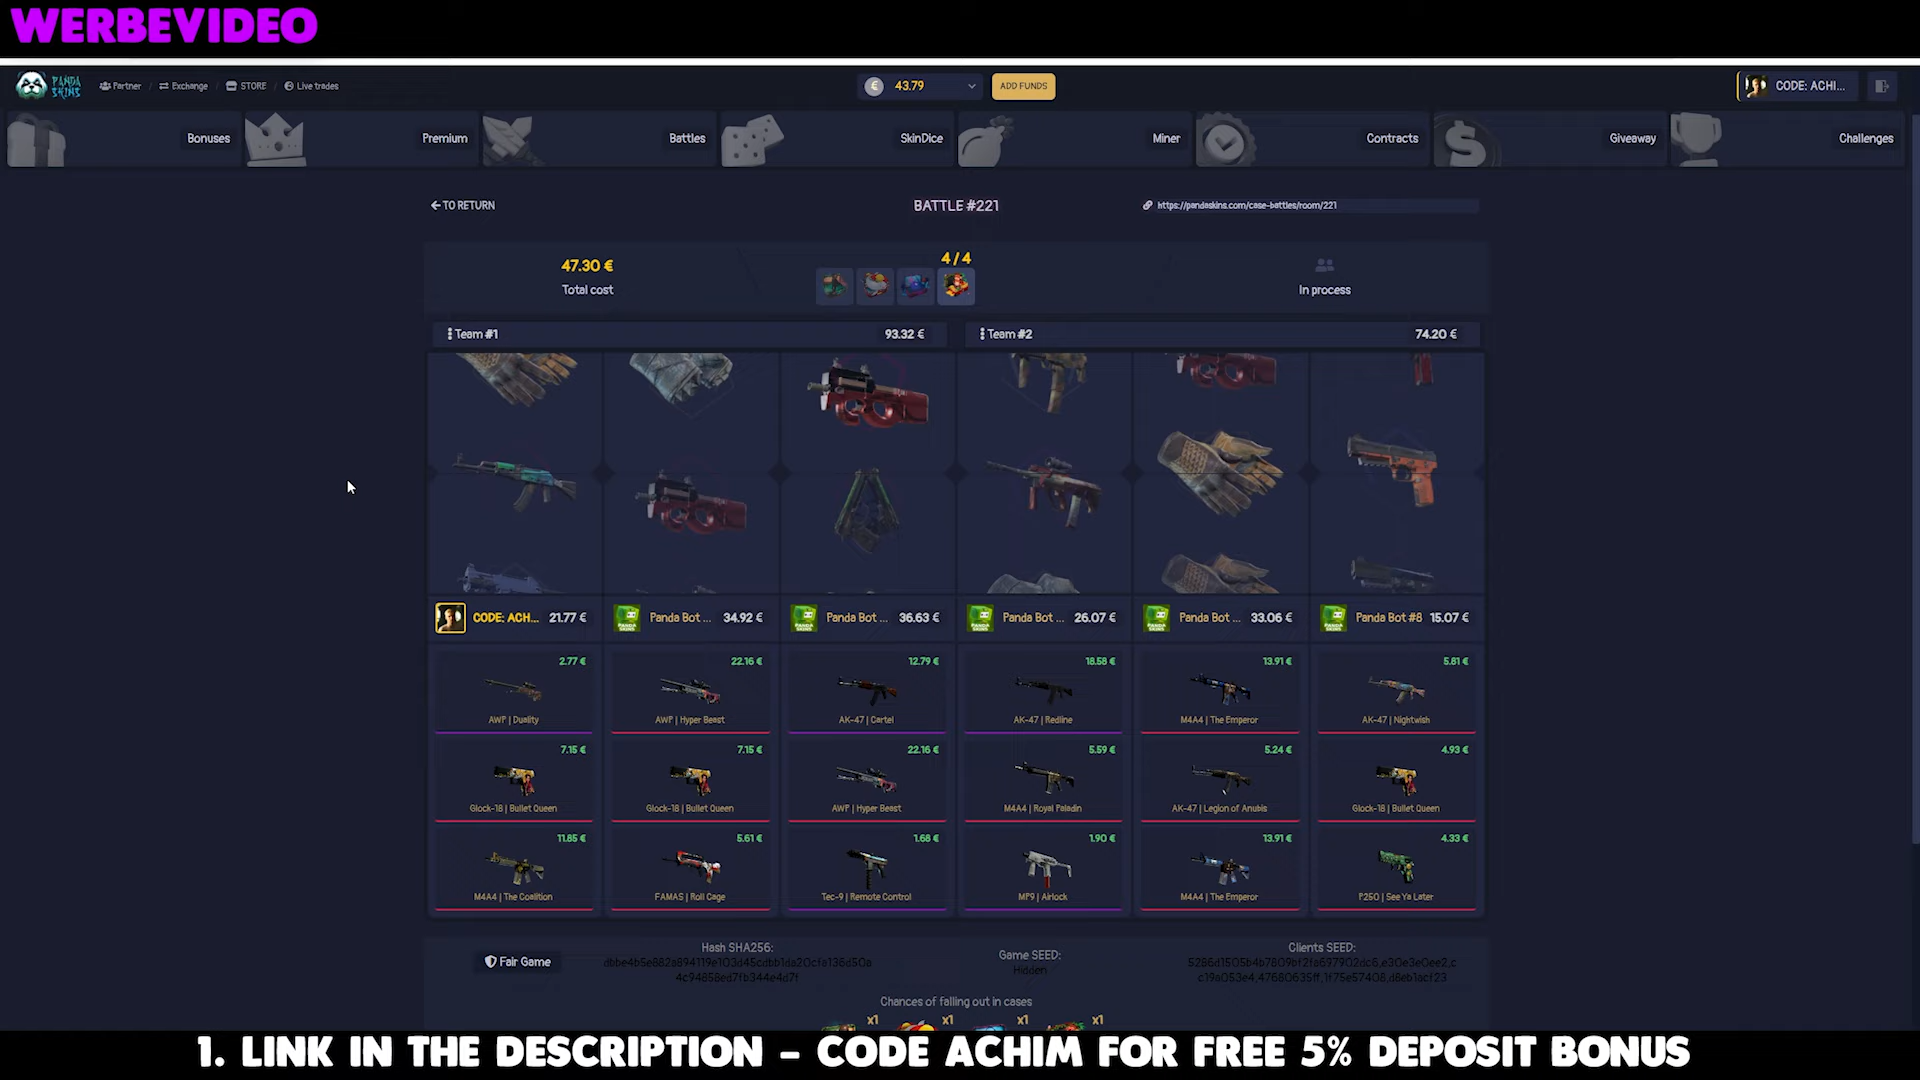 WERBEVIDEO
PANDA SKINS
Partner / Exchange / STORE / Live trades
43.79
ADD FUNDS
CODE: ACHI...
Bonuses
Premium
Battles
SkinDice
Miner
Contracts
Giveaway
Challenges
TO RETURN
BATTLE #221
https://pandaskins.com/case-battles/room/221
47.30 €
Total cost
4 / 4
In process
Team #1
93.32 €
Team #2
74.20 €
CODE: ACH... 21.77 €
Panda Bot ... 34.92 €
Panda Bot ... 36.63 €
Panda Bot ... 26.07 €
Panda Bot ... 33.06 €
Panda Bot #8 15.07 €
2.77 €
AWP | Duality
22.16 €
AWP | Hyper Beast
12.79 €
AK-47 | Cartel
18.58 €
AK-47 | Redline
13.91 €
M4A4 | The Emperor
5.81 €
AK-47 | Nightwish
7.15 €
Glock-18 | Bullet Queen
7.15 €
Glock-18 | Bullet Queen
22.16 €
AWP | Hyper Beast
5.59 €
M4A4 | Royal Paladin
5.24 €
AK-47 | Legion of Anubis
4.93 €
Glock-18 | Bullet Queen
11.85 €
M4A4 | The Coalition
5.61 €
FAMAS | Roll Cage
1.68 €
Tec-9 | Remote Control
1.90 €
MP9 | Airlock
13.91 €
M4A4 | The Emperor
4.33 €
P250 | See Ya Later
Fair Game
Hash SHA256:
Game SEED:
Hidden
Clients SEED:
Chances of falling out in cases
x1
x1
x1
x1
1. LINK IN THE DESCRIPTION – CODE ACHIM FOR FREE 5% DEPOSIT BONUS